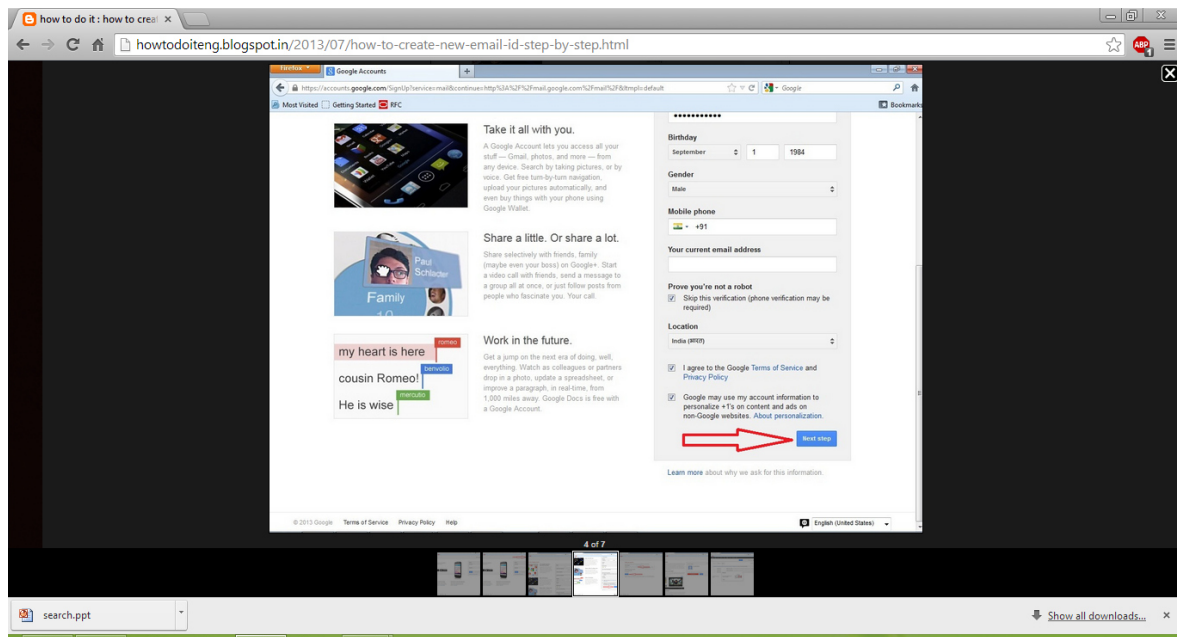 how to do it : how to creat
howtodoiteng.blogspot.in/2013/07/how-to-create-new-email-id-step-by-step.html
ABP
1
Firefox
Google Accounts
https://accounts.google.com/SignUp?service=mail&continue=http%3A%2F%2Fmail.google.com%2Fmail%2F&ltmpl=default
Google
Most Visited
Getting Started
RFC
Bookmarks
Take it all with you.
A Google Account lets you access all your
stuff — Gmail, photos, and more — from
any device. Search by taking pictures, or by
voice. Get free turn-by-turn navigation,
upload your pictures automatically, and
even buy things with your phone using
Google Wallet.
Paul
Schlacter
Family
10
Share a little. Or share a lot.
Share selectively with friends, family
(maybe even your boss) on Google+. Start
a video call with friends, send a message to
a group all at once, or just follow posts from
people who fascinate you. Your call.
my heart is here
romeo
cousin Romeo!
benvolio
He is wise
mercutio
Work in the future.
Get a jump on the next era of doing, well,
everything. Watch as colleagues or partners
drop in a photo, update a spreadsheet, or
improve a paragraph, in real-time, from
1,000 miles away. Google Docs is free with
a Google Account.
Birthday
September
1
1984
Gender
Male
Mobile phone
+91
Your current email address
Prove you're not a robot
Skip this verification (phone verification may be
required)
Location
India (भारत)
I agree to the Google Terms of Service and
Privacy Policy
Google may use my account information to
personalize +1's on content and ads on
non-Google websites. About personalization.
Next step
Learn more about why we ask for this information.
© 2013 Google
Terms of Service
Privacy Policy
Help
English (United States)
4 of 7
search.ppt
Show all downloads...